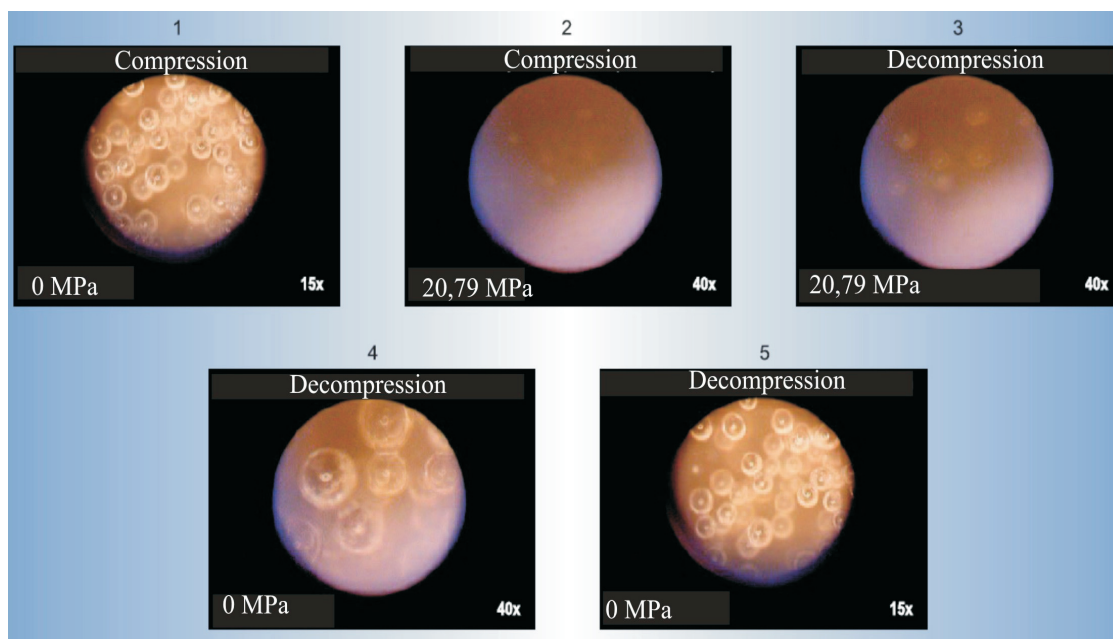 1
Compression
0 MPa
15x
2
Compression
20,79 MPa
40x
3
Decompression
20,79 MPa
40x
4
Decompression
0 MPa
40x
5
Decompression
0 MPa
15x